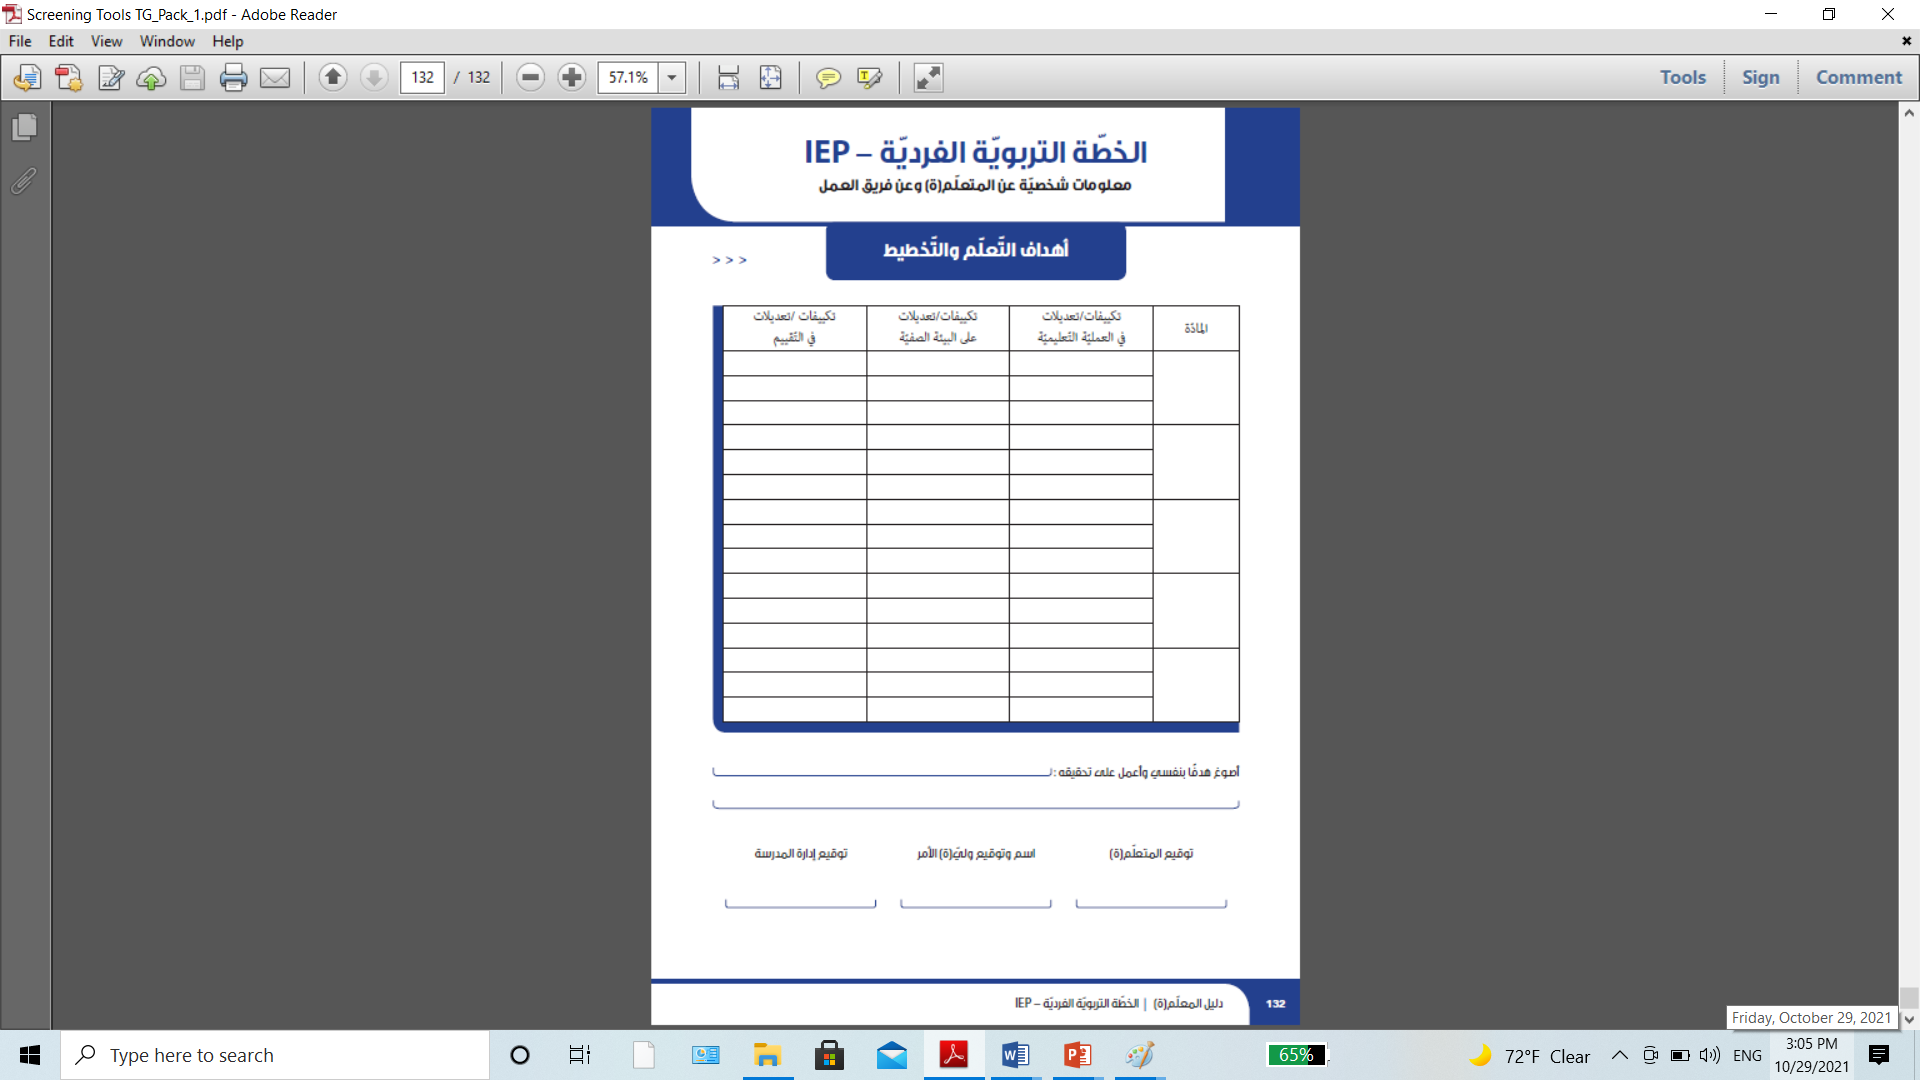 Screening Tools TG_Pack_1.pdf - Adobe Reader
File Edit View Window Help
132 / 132 57.1% Tools Sign Comment
الخطّة التربويّة الفرديّة – IEP
معلومات شخصيّة عن المتعلّم(ة) وعن فريق العمل
أهداف التّعلّم والتّخطيط
> > >
المادّة
تكييفات/تعديلات
في العمليّة التّعليميّة
تكييفات/تعديلات
على البيئة الصفيّة
تكييفات /تعديلات
في التّقييم
أصوغ هدفًا بنفسي وأعمل على تحقيقه :
توقيع المتعلّم(ة) اسم وتوقيع وليّ(ة) الأمر توقيع إدارة المدرسة
132 دليل المعلّم(ة) | الخطّة التربويّة الفرديّة – IEP
Friday, October 29, 2021
Type here to search 65% 72°F Clear ENG
3:05 PM
10/29/2021